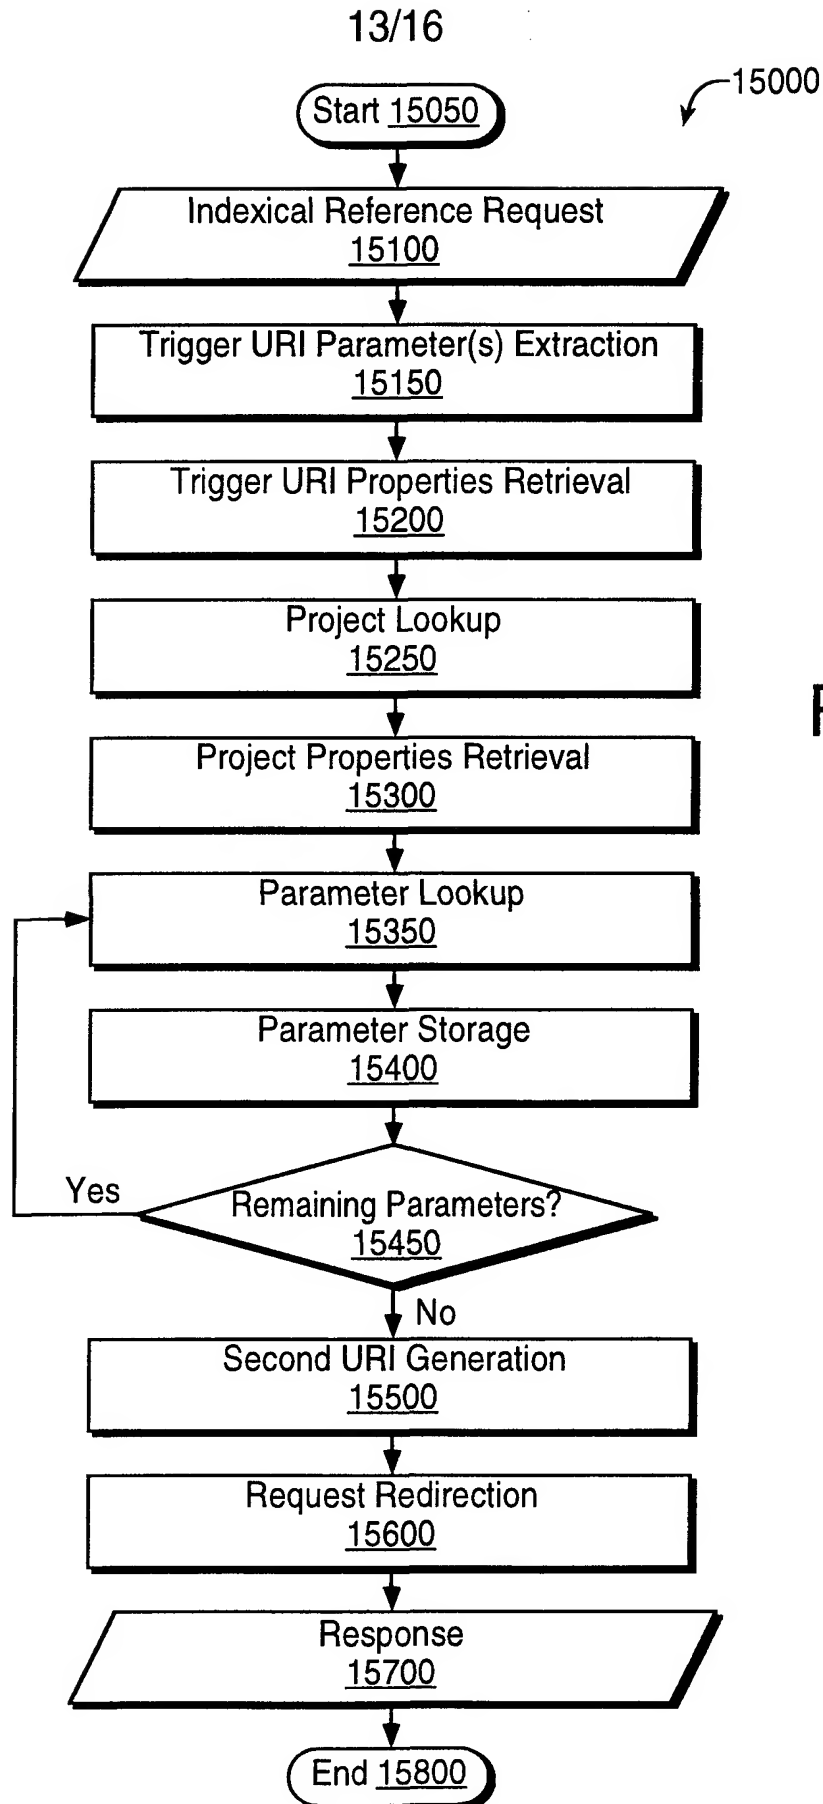 13/16
15000
Start 15050
Indexical Reference Request
15100
Trigger URI Parameter(s) Extraction
15150
Trigger URI Properties Retrieval
15200
Project Lookup
15250
Project Properties Retrieval
15300
Parameter Lookup
15350
Parameter Storage
15400
Yes
Remaining Parameters?
15450
No
Second URI Generation
15500
Request Redirection
15600
Response
15700
End 15800